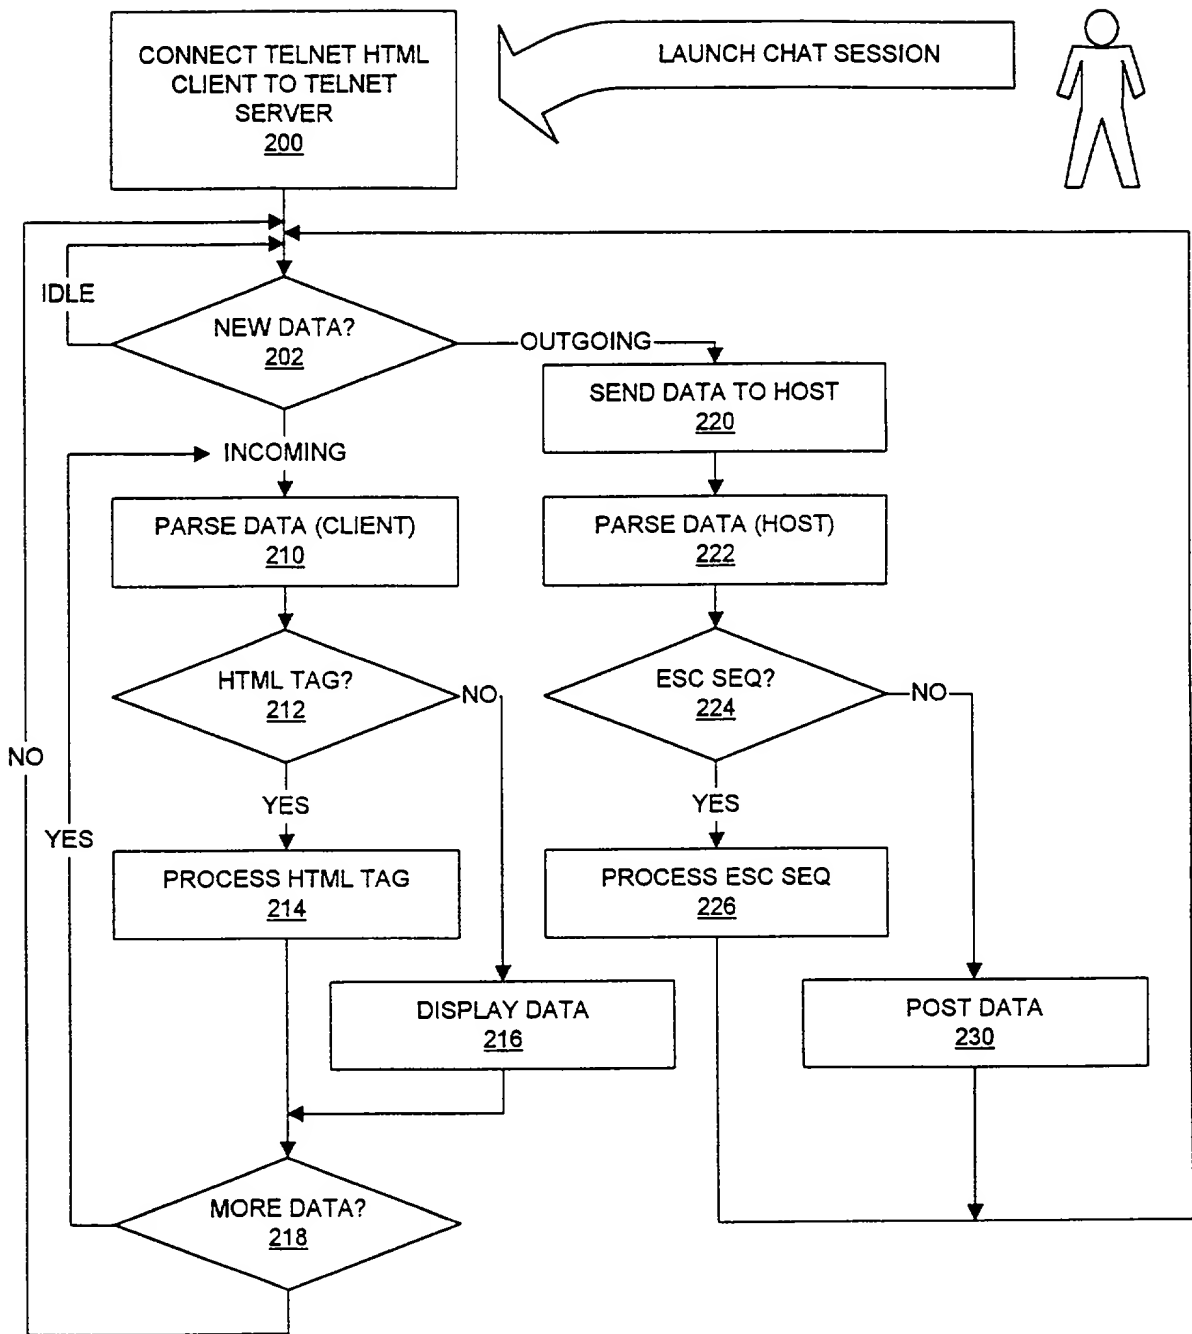 CONNECT TELNET HTML
CLIENT TO TELNET
SERVER
200
LAUNCH CHAT SESSION
IDLE
NEW DATA?
202
OUTGOING
SEND DATA TO HOST
220
INCOMING
PARSE DATA (CLIENT)
210
PARSE DATA (HOST)
222
HTML TAG?
212
NO
ESC SEQ?
224
NO
NO
YES
YES
YES
PROCESS HTML TAG
214
PROCESS ESC SEQ
226
DISPLAY DATA
216
POST DATA
230
MORE DATA?
218